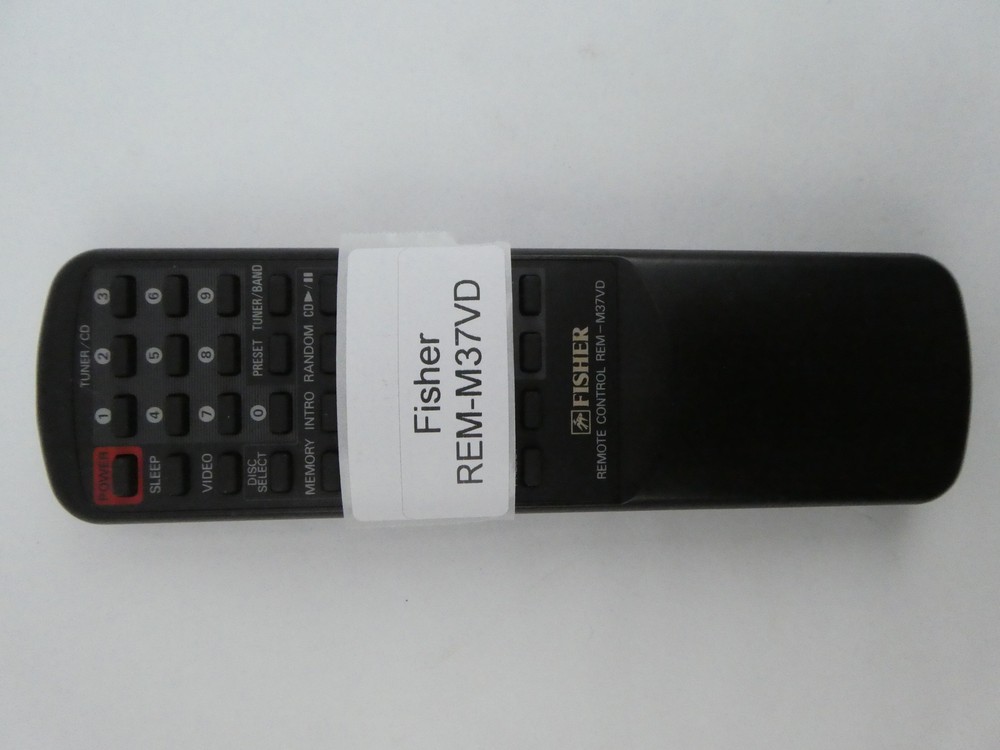 TUNER/CD
1 2 3
POWER
4 5 6
SLEEP
7 8 9
VIDEO
0 PRESET TUNER/BAND
DISC
SELECT
MEMORY INTRO RANDOM CD▶/II
Fisher
REM-M37VD
FISHER
REMOTE CONTROL REM-M37VD